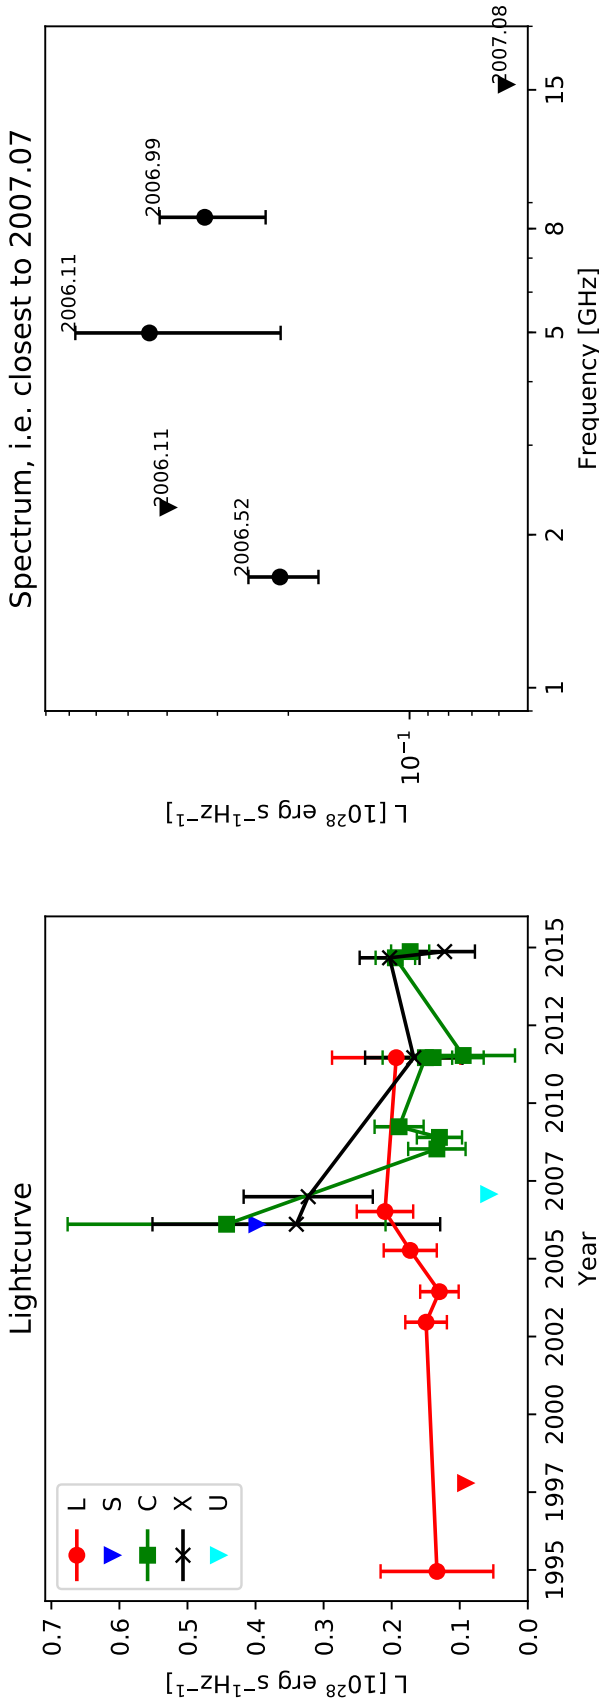 Lightcurve
L [10²⁸ erg s⁻¹Hz⁻¹]
0.7
0.6
0.5
0.4
0.3
0.2
0.1
0.0
L
S
C
X
U
1995
1997
2000
2002
2005
2007
2010
2012
2015
Year
Spectrum, i.e. closest to 2007.07
L [10²⁸ erg s⁻¹Hz⁻¹]
10⁻¹
2006.52
2006.11
2006.11
2006.99
2007.08
1
2
5
8
15
Frequency [GHz]